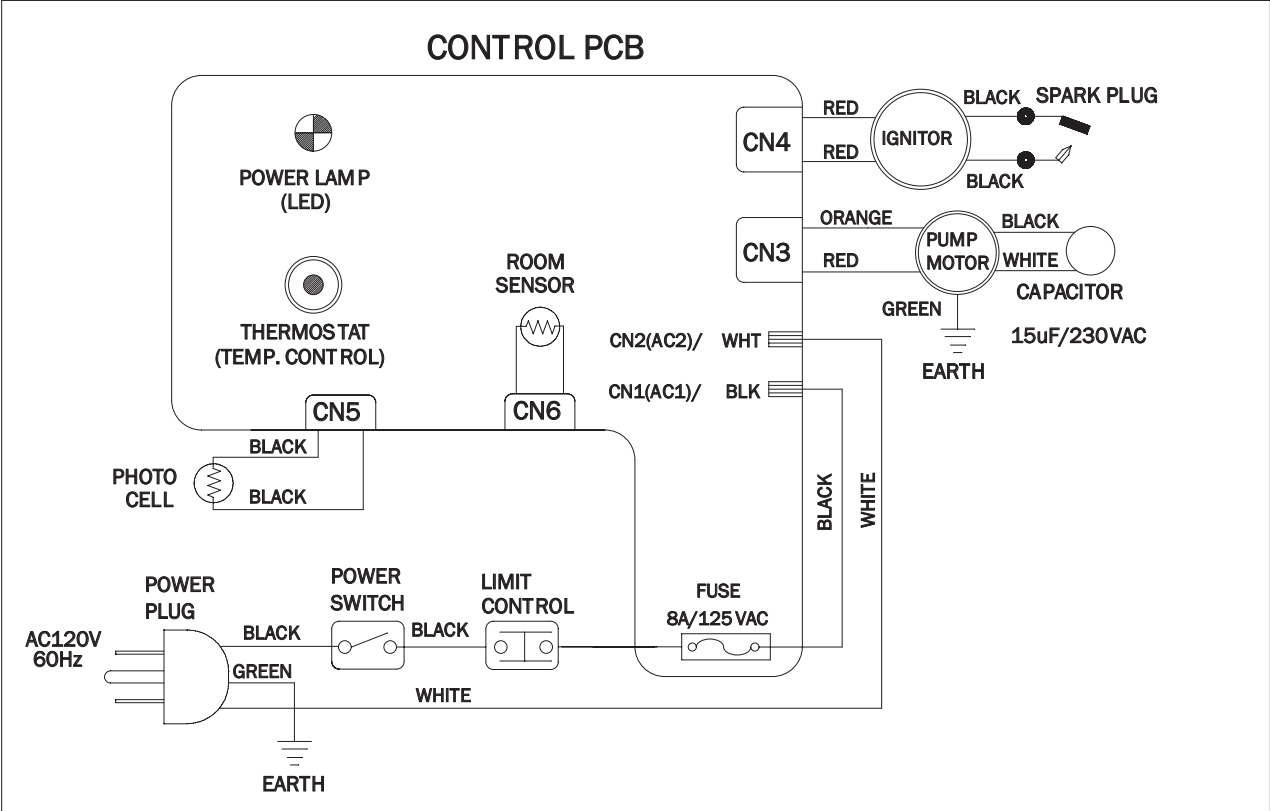 CONTROL PCB
POWER LAMP
(LED)
THERMOSTAT
(TEMP. CONTROL)
ROOM
SENSOR
CN4
RED
RED
IGNITOR
BLACK
SPARK PLUG
BLACK
CN3
ORANGE
RED
PUMP
MOTOR
BLACK
WHITE
CAPACITOR
15uF/230VAC
GREEN
EARTH
CN2(AC2)/ WHT
CN1(AC1)/ BLK
CN5
CN6
BLACK
PHOTO
CELL
BLACK
BLACK
WHITE
POWER
PLUG
AC120V
60Hz
BLACK
POWER
SWITCH
BLACK
LIMIT
CONTROL
FUSE
8A/125VAC
GREEN
WHITE
EARTH